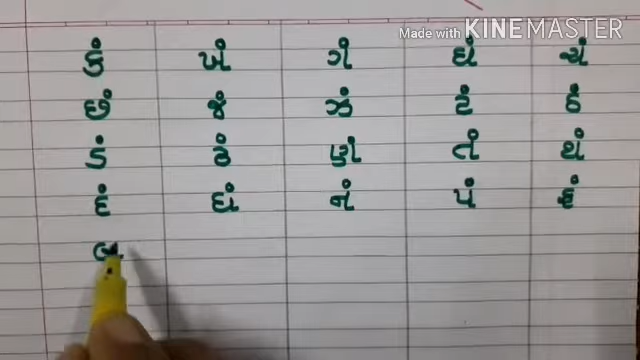 Made with KINEMASTER
કં ખં ગં ઘં ચં
છં જં ઝં ટં ઠં
ડં ઢં ણં તં થં
દં ધં નં પં ફં
બ